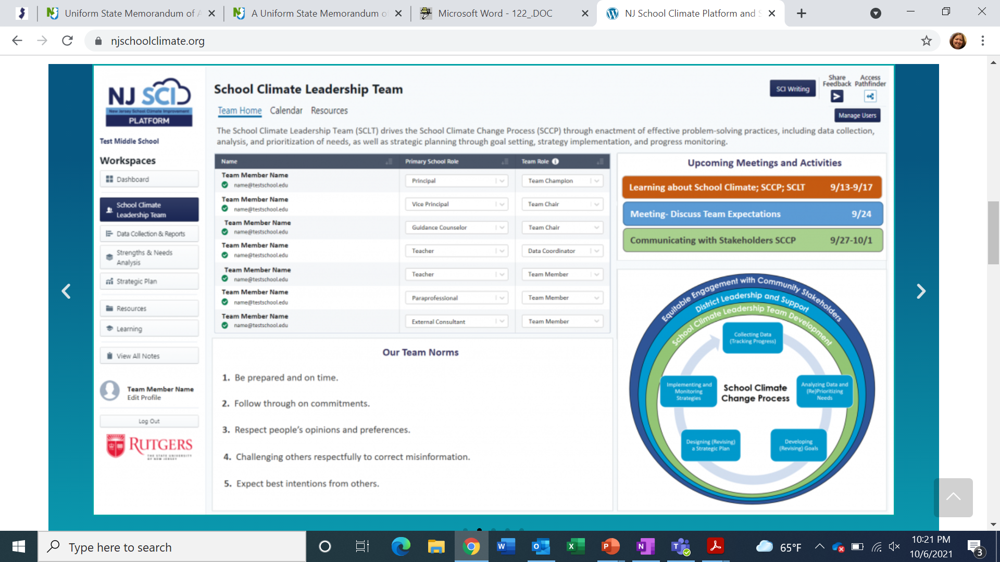 Uniform State Memorandum of A
A Uniform State Memorandum of
Microsoft Word - 122_.DOC
NJ School Climate Platform and S
njschoolclimate.org
NJ SCI
New Jersey School Climate Improvement
PLATFORM
Test Middle School
Workspaces
Dashboard
School Climate
Leadership Team
Data Collection & Reports
Strengths & Needs
Analysis
Strategic Plan
Resources
Learning
View All Notes
Team Member Name
Edit Profile
Log Out
RUTGERS
THE STATE UNIVERSITY
OF NEW JERSEY
School Climate Leadership Team
SCI Writing
Share
Feedback
Access
Pathfinder
Manage Users
Team Home Calendar Resources
The School Climate Leadership Team (SCLT) drives the School Climate Change Process (SCCP) through enactment of effective problem-solving practices, including data collection,
analysis, and prioritization of needs, as well as strategic planning through goal setting, strategy implementation, and progress monitoring.
Name Primary School Role Team Role
Team Member Name
name@testschool.edu Principal Team Champion
Team Member Name
name@testschool.edu Vice Principal Team Chair
Team Member Name
name@testschool.edu Guidance Counselor Team Chair
Team Member Name
name@testschool.edu Teacher Data Coordinator
Team Member Name
name@testschool.edu Teacher Team Member
Team Member Name
name@testschool.edu Paraprofessional Team Member
Team Member Name
name@testschool.edu External Consultant Team Member
Our Team Norms
1. Be prepared and on time.
2. Follow through on commitments.
3. Respect people's opinions and preferences.
4. Challenging others respectfully to correct misinformation.
5. Expect best intentions from others.
Upcoming Meetings and Activities
Learning about School Climate; SCCP; SCLT 9/13-9/17
Meeting- Discuss Team Expectations 9/24
Communicating with Stakeholders SCCP 9/27-10/1
Equitable Engagement with Community Stakeholders
District Leadership and Support
School Climate Leadership Team Development
Collecting Data
(Tracking Progress)
Analyzing Data and
(Re)Prioritizing
Needs
Developing
(Revising) Goals
Designing (Revising)
a Strategic Plan
Implementing and
Monitoring
Strategies
School Climate
Change Process
Type here to search
65°F
10:21 PM
10/6/2021
3